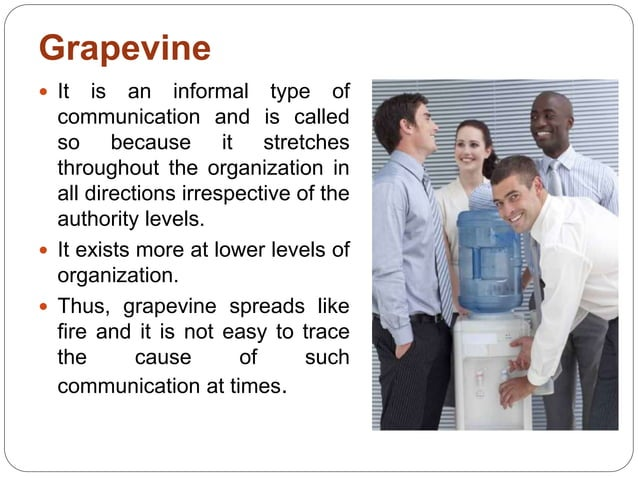 Grapevine
• It is an informal type of
communication and is called
so because it stretches
throughout the organization in
all directions irrespective of the
authority levels.
• It exists more at lower levels of
organization.
• Thus, grapevine spreads like
fire and it is not easy to trace
the cause of such
communication at times.